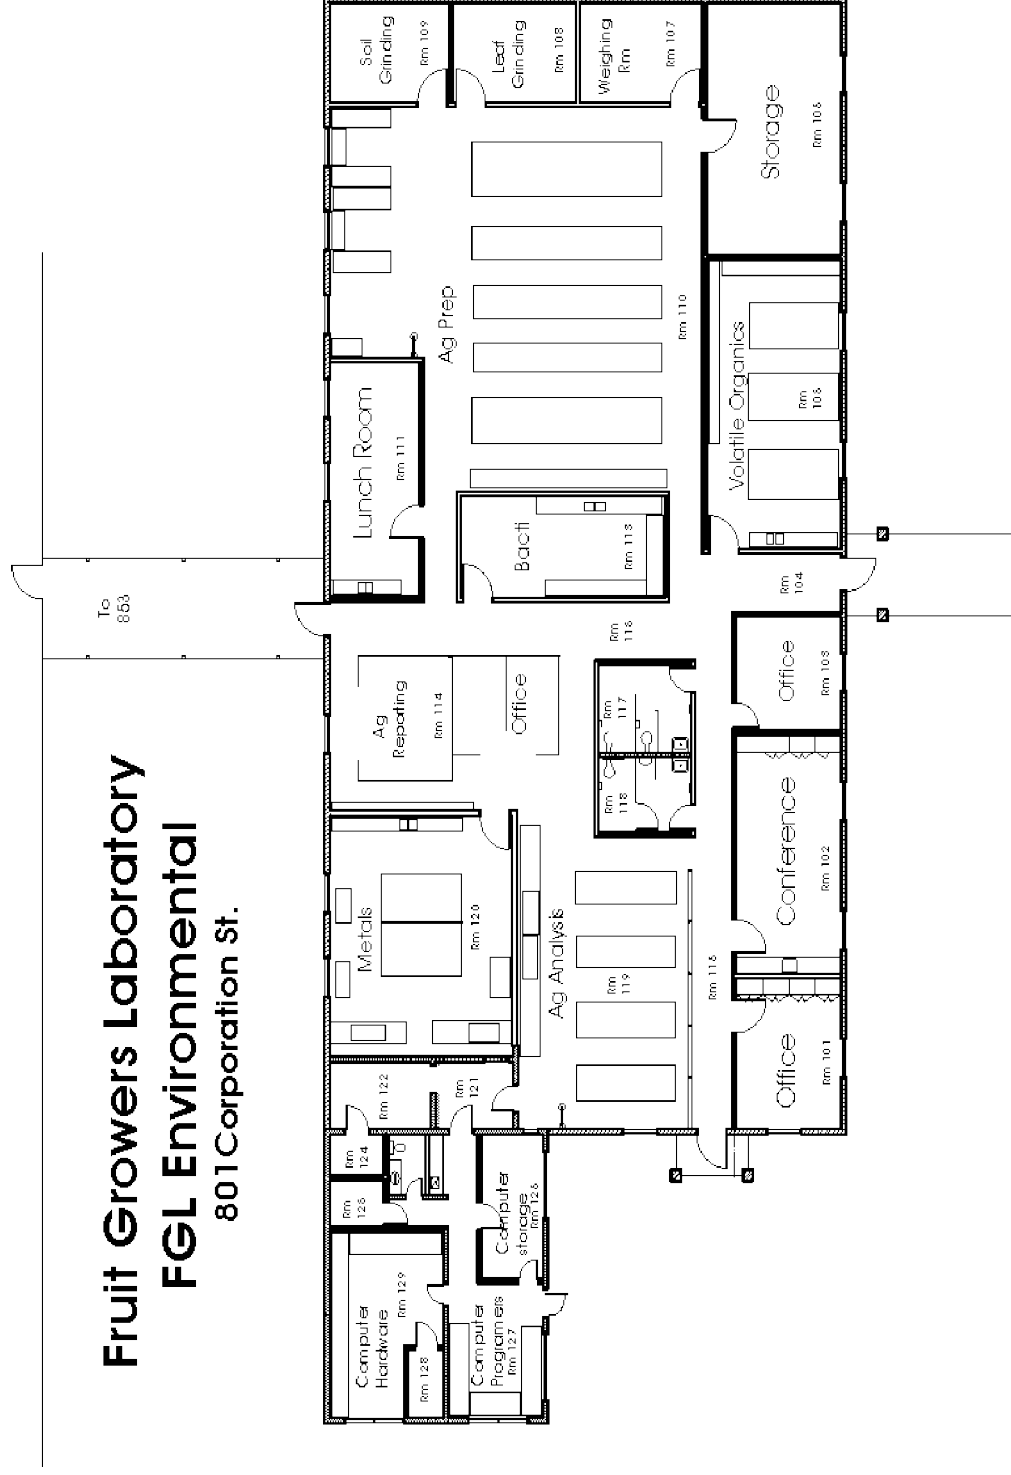 Fruit Growers Laboratory
FGL Environmental
801 Corporation St.
To
853
Computer
Hardware
Rm 129
Rm 128
Computer
Programers
Rm 127
Computer
storage
Rm 126
Rm
Rm
124
Rm 122
Rm
121
Metals
Rm 120
Ag Analysis
Rm
119
Ag
Reporting
Rm 114
Office
Rm
118
Rm
117
Rm
Rm 116
Lunch Room
Rm 111
Bacti
Rm 113
Ag Prep
Rm 110
Soil
Grinding
Rm 109
Leaf
Grinding
Rm 108
Weighing
Rm
Rm 107
Office
Rm 101
Conference
Rm 102
Office
Rm 103
Rm
104
Volatile Organics
Rm
Storage
Rm 106